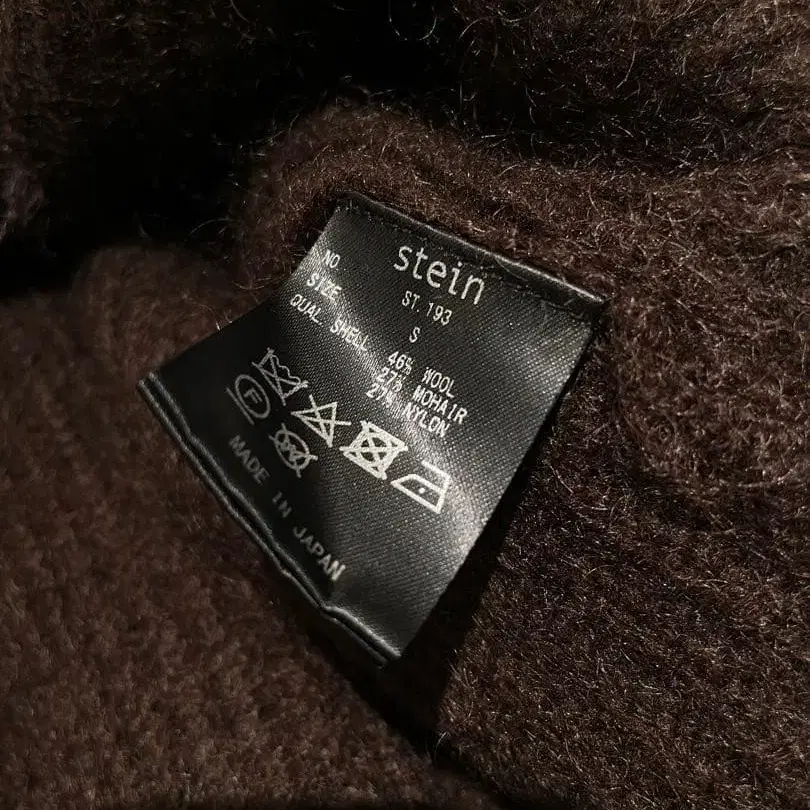 stein
NO. ST.193
SIZE S
QUAL. SHELL 46% WOOL
27% MOHAIR
27% NYLON
F
W
MADE IN JAPAN